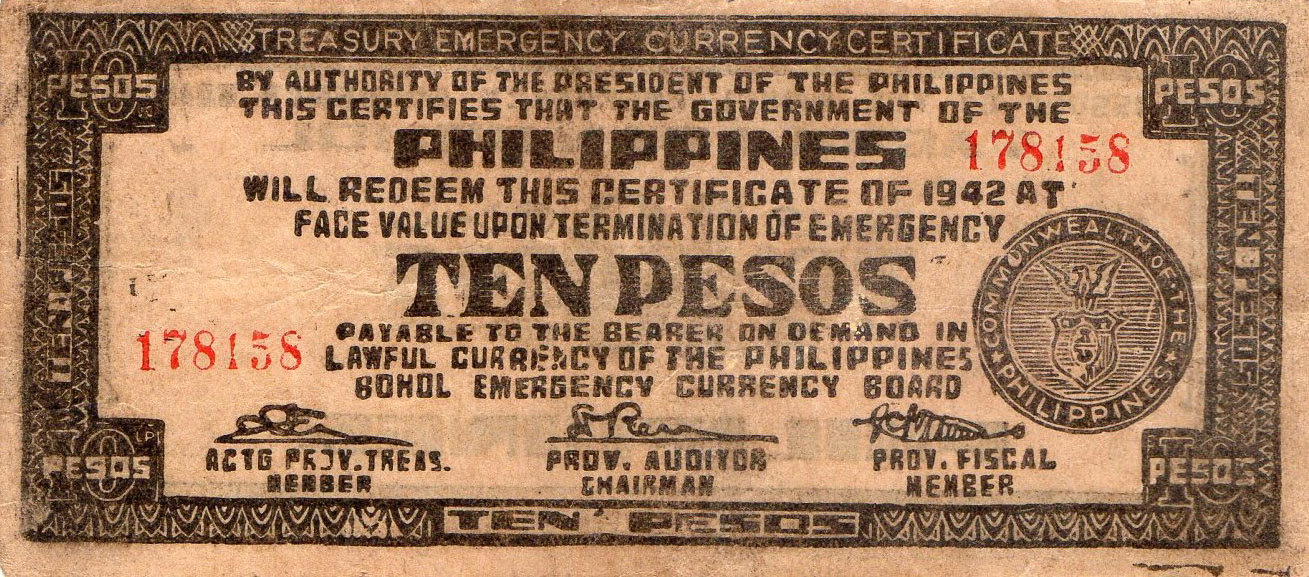 TREASURY EMERGENCY CURRENCY CERTIFICATE
PESOS
10
PESOS
10
BY AUTHORITY OF THE PRESIDENT OF THE PHILIPPINES
THIS CERTIFIES THAT THE GOVERNMENT OF THE
PHILIPPINES
178158
WILL REDEEM THIS CERTIFICATE OF 1942 AT
FACE VALUE UPON TERMINATION OF EMERGENCY
TEN PESOS
178158
PAYABLE TO THE BEARER ON DEMAND IN
LAWFUL CURRENCY OF THE PHILIPPINES
BOHOL EMERGENCY CURRENCY BOARD
COMMONWEALTH OF THE PHILIPPINES
TEN PESOS
TEN PESOS
ACTG PROV. TREAS.
MEMBER
PROV. AUDITOR
CHAIRMAN
PROV. FISCAL
MEMBER
PESOS
10
PESOS
10
TEN PESOS